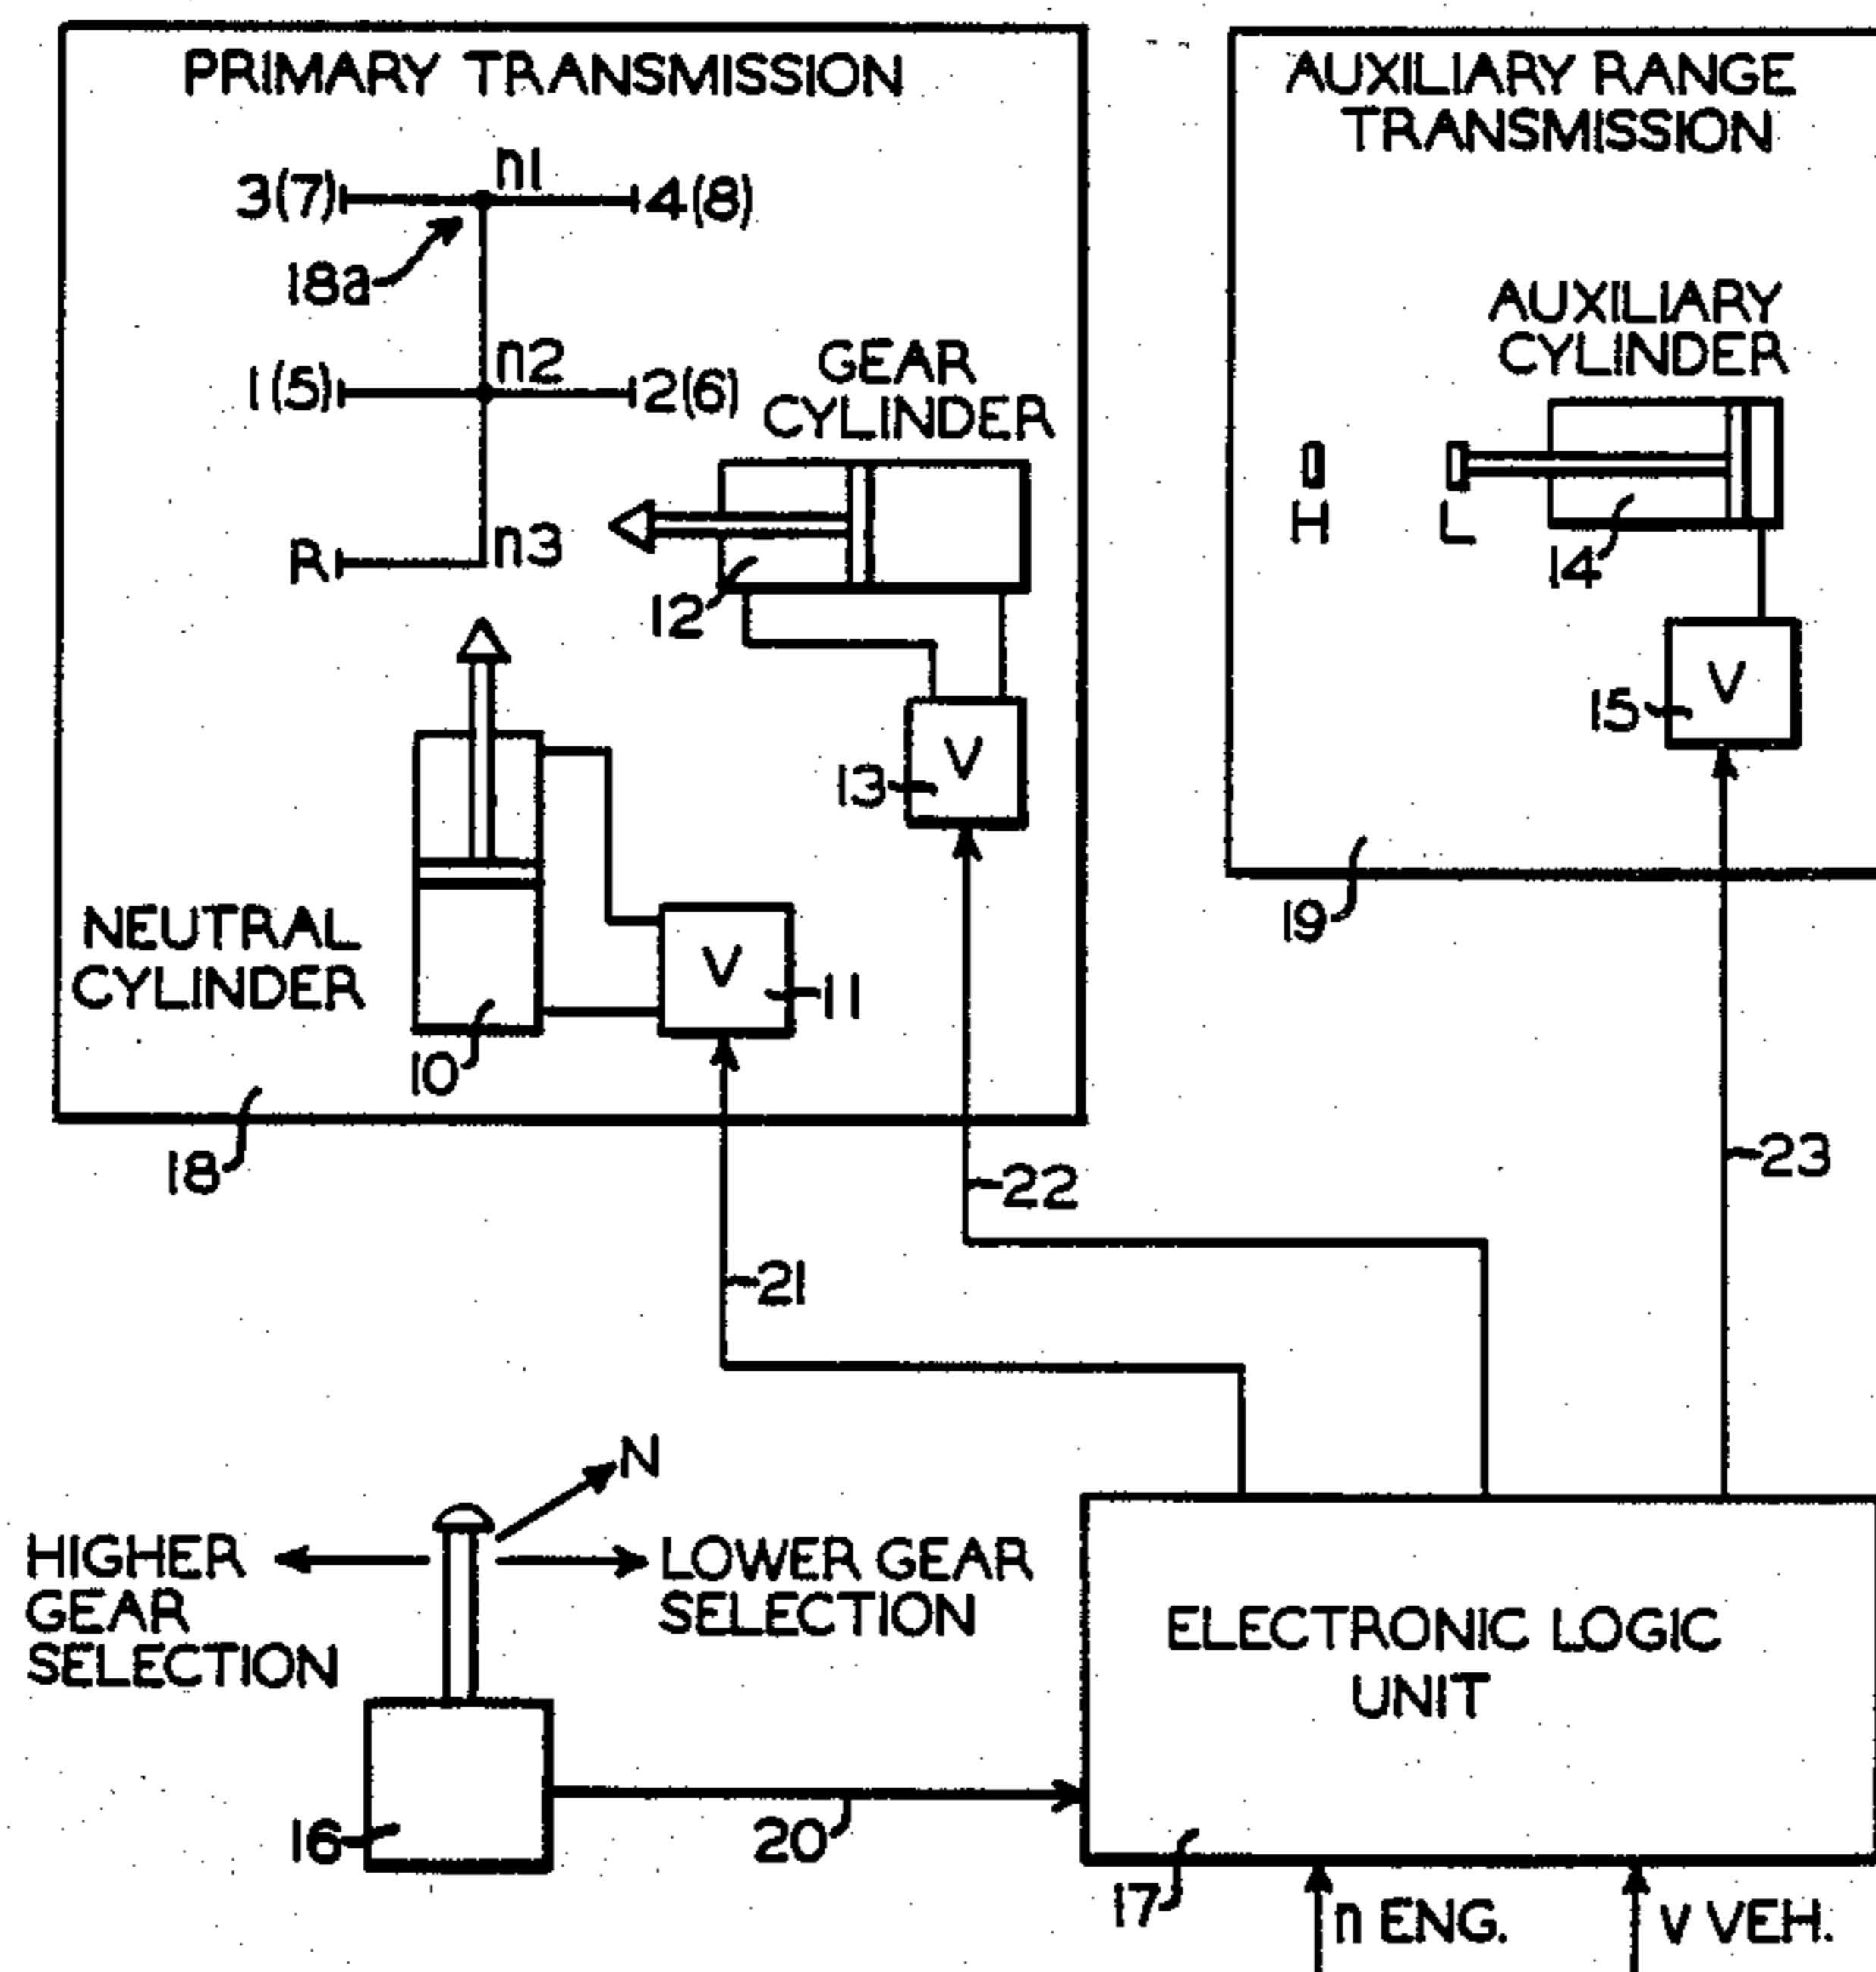 PRIMARY TRANSMISSION
3(7)
n1
4(8)
18a
1(5)
n2
2(6)
R
n3
GEAR
CYLINDER
12
V
13
NEUTRAL
CYLINDER
V
11
10
18
AUXILIARY RANGE
TRANSMISSION
AUXILIARY
CYLINDER
H
L
14
V
15
19
21
22
23
N
HIGHER
GEAR
SELECTION
LOWER GEAR
SELECTION
16
20
ELECTRONIC LOGIC
UNIT
17
n ENG.
v VEH.